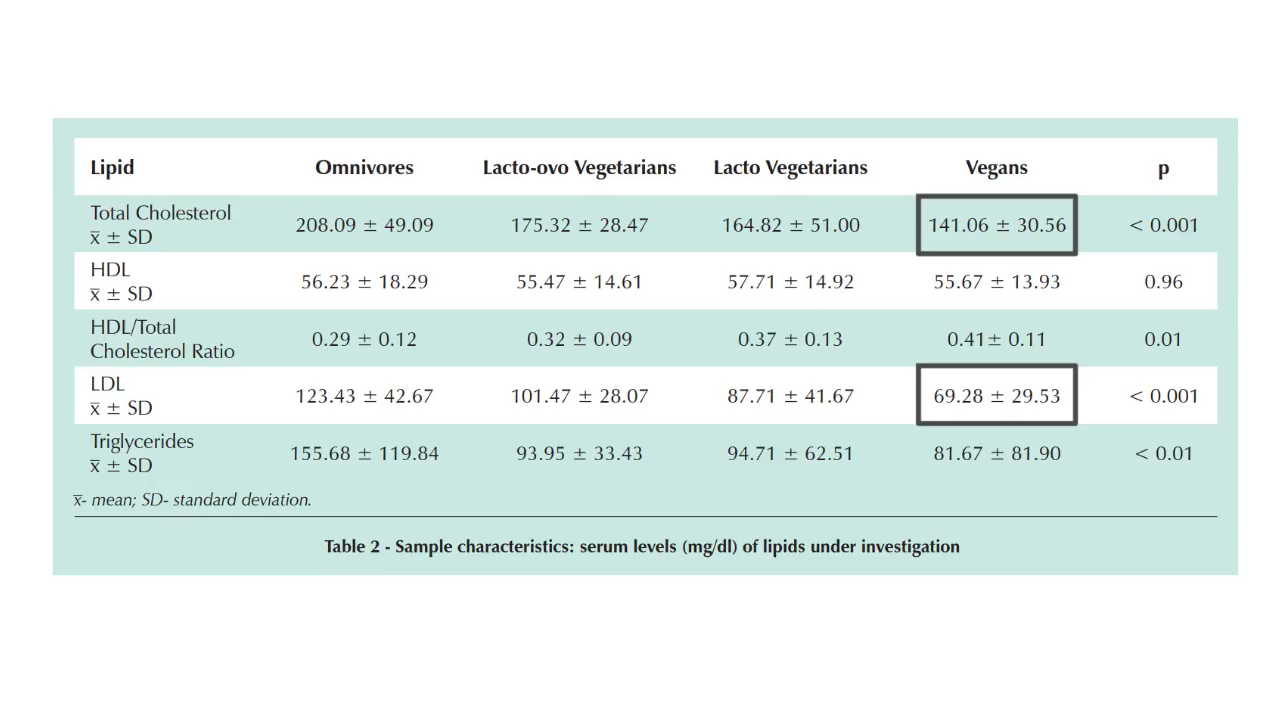 Lipid Omnivores Lacto-ovo Vegetarians Lacto Vegetarians Vegans p
Total Cholesterol
x̅ ± SD 208.09 ± 49.09 175.32 ± 28.47 164.82 ± 51.00 141.06 ± 30.56 < 0.001
HDL
x̅ ± SD 56.23 ± 18.29 55.47 ± 14.61 57.71 ± 14.92 55.67 ± 13.93 0.96
HDL/Total
Cholesterol Ratio 0.29 ± 0.12 0.32 ± 0.09 0.37 ± 0.13 0.41± 0.11 0.01
LDL
x̅ ± SD 123.43 ± 42.67 101.47 ± 28.07 87.71 ± 41.67 69.28 ± 29.53 < 0.001
Triglycerides
x̅ ± SD 155.68 ± 119.84 93.95 ± 33.43 94.71 ± 62.51 81.67 ± 81.90 < 0.01
x̅- mean; SD- standard deviation.
Table 2 - Sample characteristics: serum levels (mg/dl) of lipids under investigation